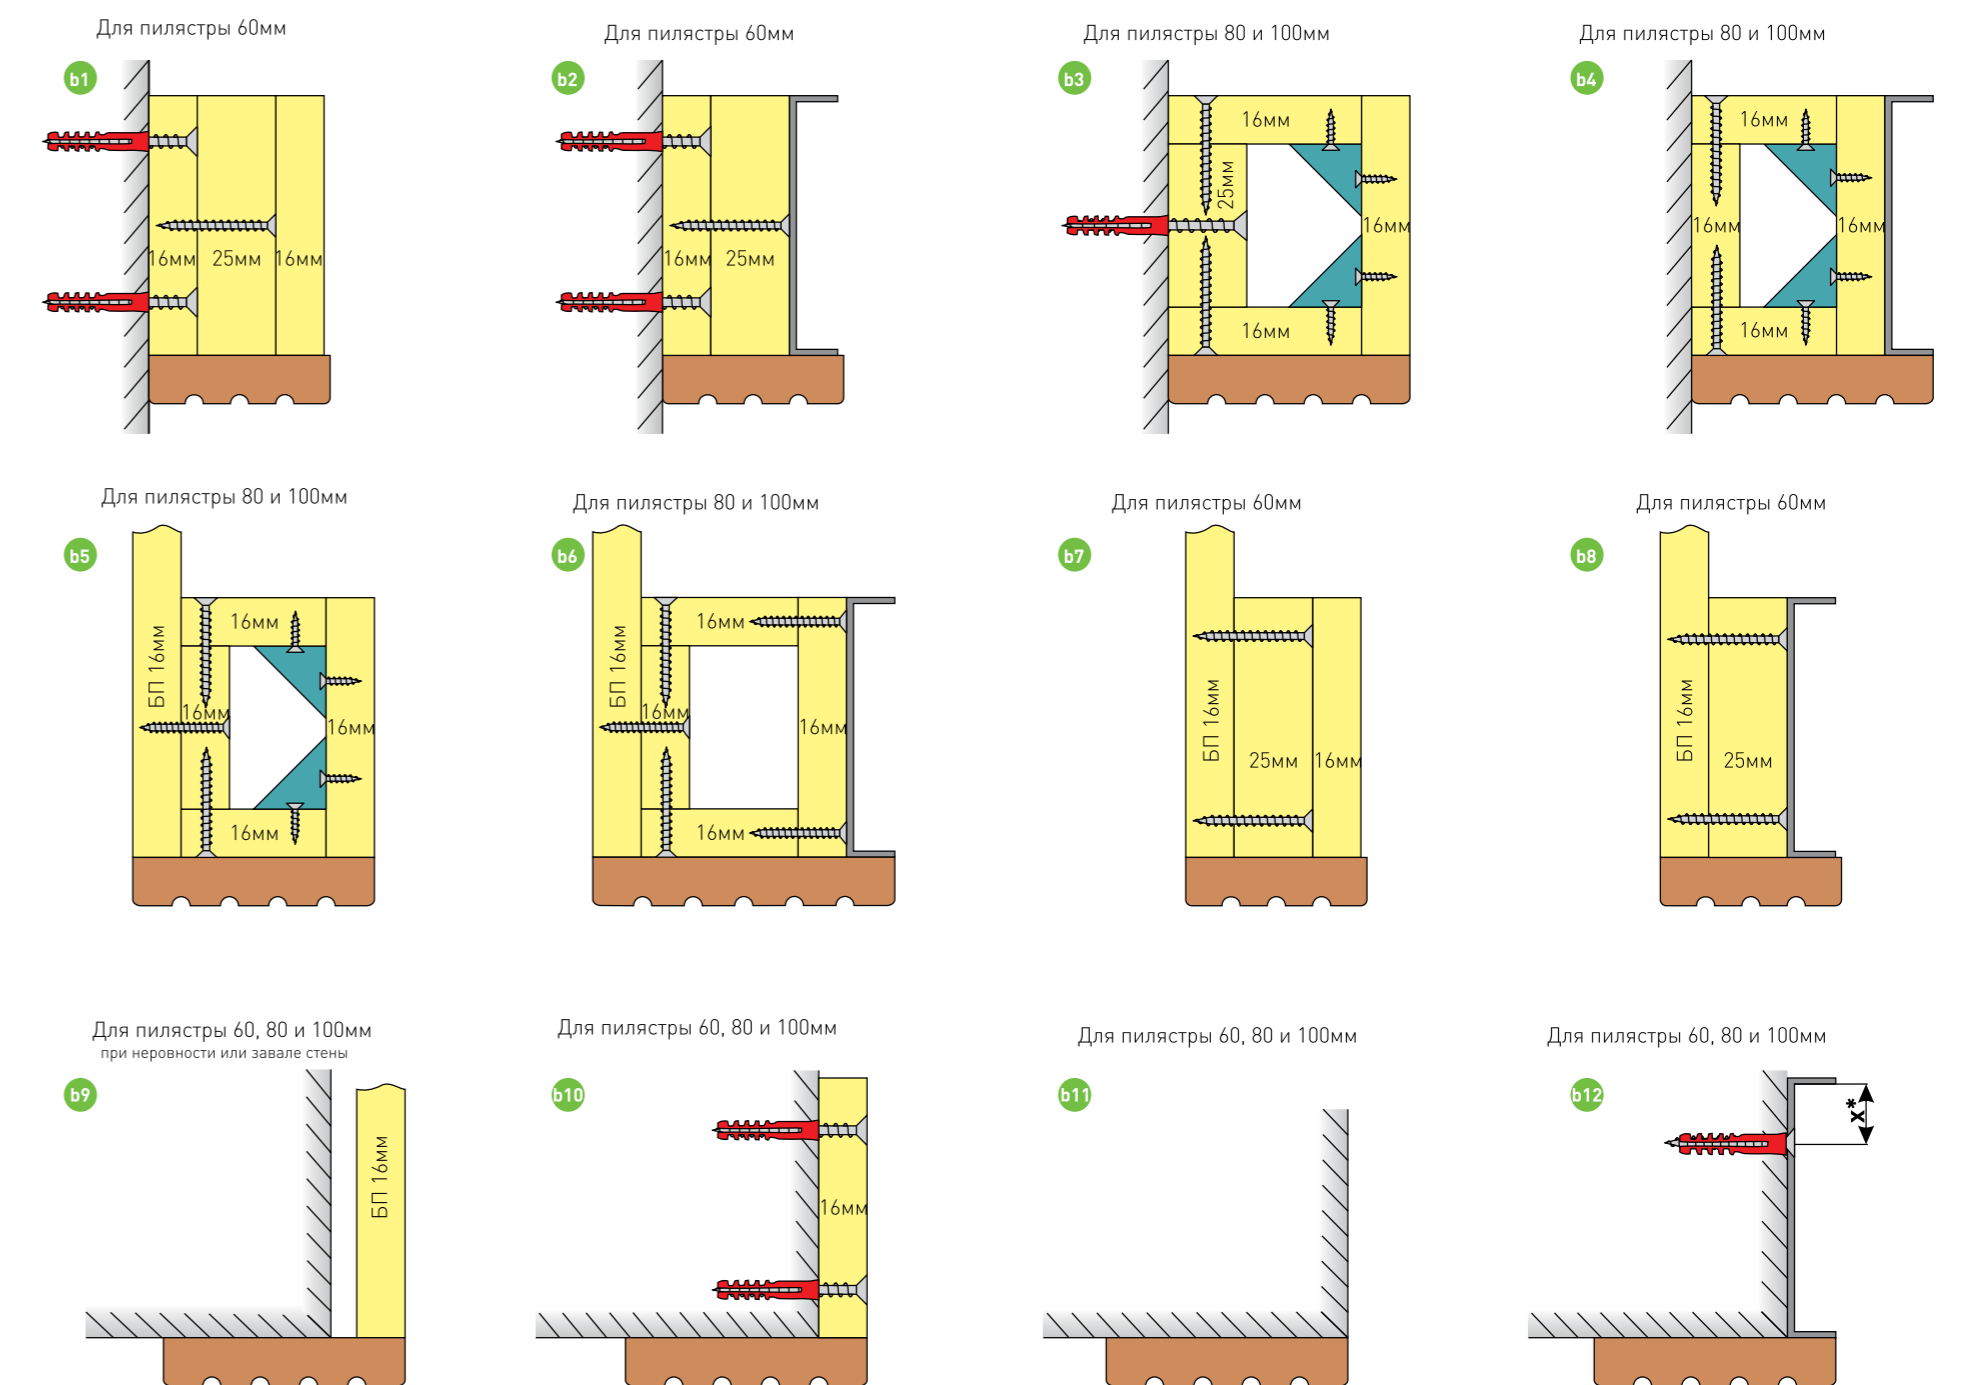 Для пилястры 60мм
b1
16мм 25мм 16мм
Для пилястры 60мм
b2
16мм 25мм
Для пилястры 80 и 100мм
b3
16мм
25мм
16мм
16мм
Для пилястры 80 и 100мм
b4
16мм
16мм
16мм
16мм
Для пилястры 80 и 100мм
b5
БП 16мм
16мм
16мм
16мм
16мм
Для пилястры 80 и 100мм
b6
БП 16мм
16мм
16мм
16мм
16мм
Для пилястры 60мм
b7
БП 16мм
25мм 16мм
Для пилястры 60мм
b8
БП 16мм
25мм
Для пилястры 60, 80 и 100мм
при неровности или завале стены
b9
БП 16мм
Для пилястры 60, 80 и 100мм
b10
16мм
Для пилястры 60, 80 и 100мм
b11
Для пилястры 60, 80 и 100мм
b12
x*